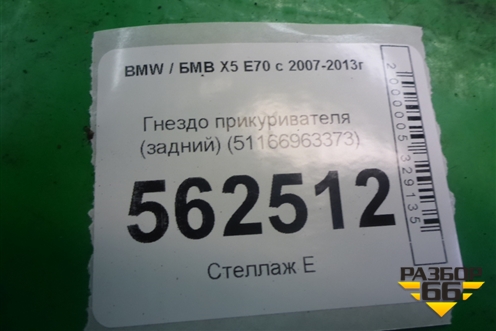 BMW / БМВ X5 E70 с 2007-2013г
Гнездо прикуривателя
(задний) (51166963373)
562512
Стеллаж Е
2000005329135
РАЗБОР
66